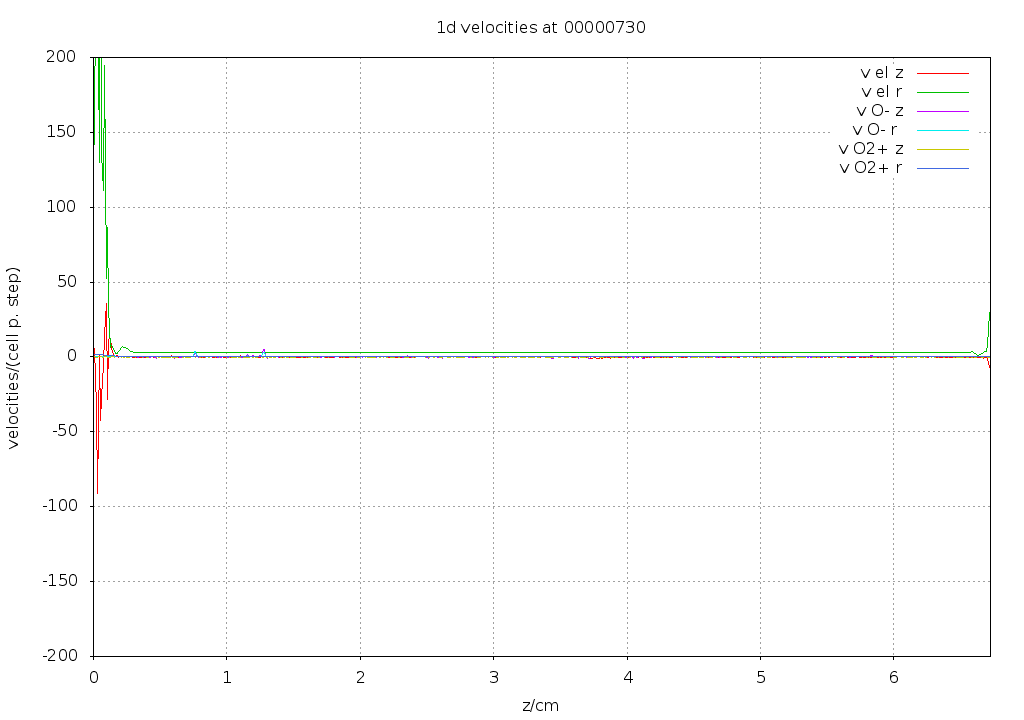 1d velocities at 00000730
200
150
100
50
0
-50
-100
-150
-200
velocities/(cell p. step)
v el z
v el r
v O- z
v O- r
v O2+ z
v O2+ r
0 1 2 3 4 5 6
z/cm